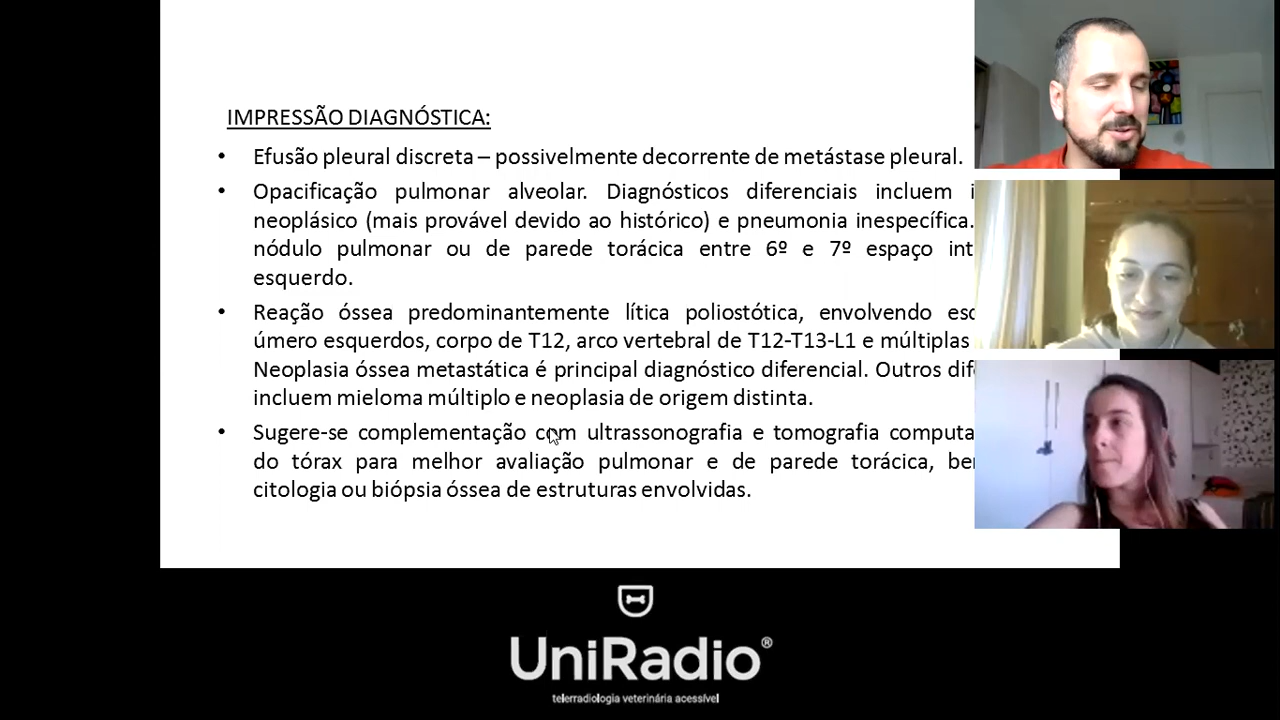 IMPRESSÃO DIAGNÓSTICA:
• Efusão pleural discreta – possivelmente decorrente de metástase pleural.
• Opacificação pulmonar alveolar. Diagnósticos diferenciais incluem
neoplásico (mais provável devido ao histórico) e pneumonia inespecífica.
nódulo pulmonar ou de parede torácica entre 6º e 7º espaço
esquerdo.
• Reação óssea predominantemente lítica poliostótica, envolvendo
úmero esquerdos, corpo de T12, arco vertebral de T12-T13-L1 e múltiplas
Neoplasia óssea metastática é principal diagnóstico diferencial. Outros
incluem mieloma múltiplo e neoplasia de origem distinta.
• Sugere-se complementação com ultrassonografia e tomografia
do tórax para melhor avaliação pulmonar e de parede torácica,
citologia ou biópsia óssea de estruturas envolvidas.
UniRadio®
telerradiologia veterinária acessível